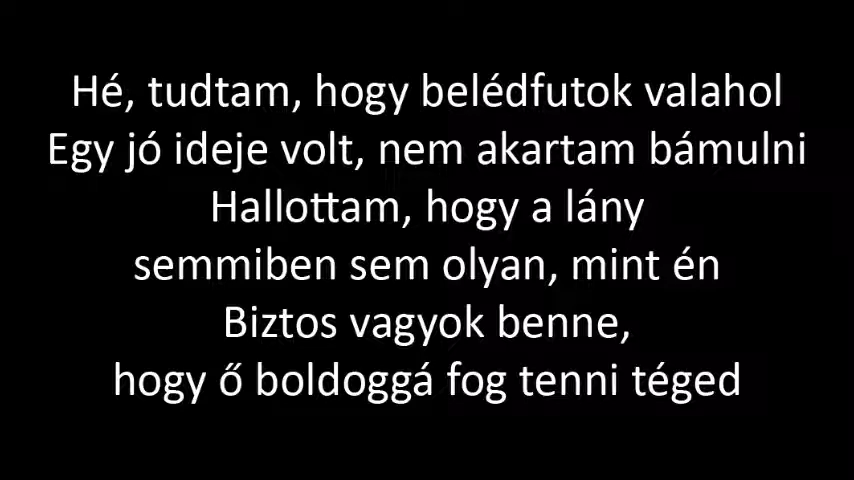 Hé, tudtam, hogy belédfutok valahol
Egy jó ideje volt, nem akartam bámulni
Hallottam, hogy a lány
semmiben sem olyan, mint én
Biztos vagyok benne,
hogy ő boldoggá fog tenni téged